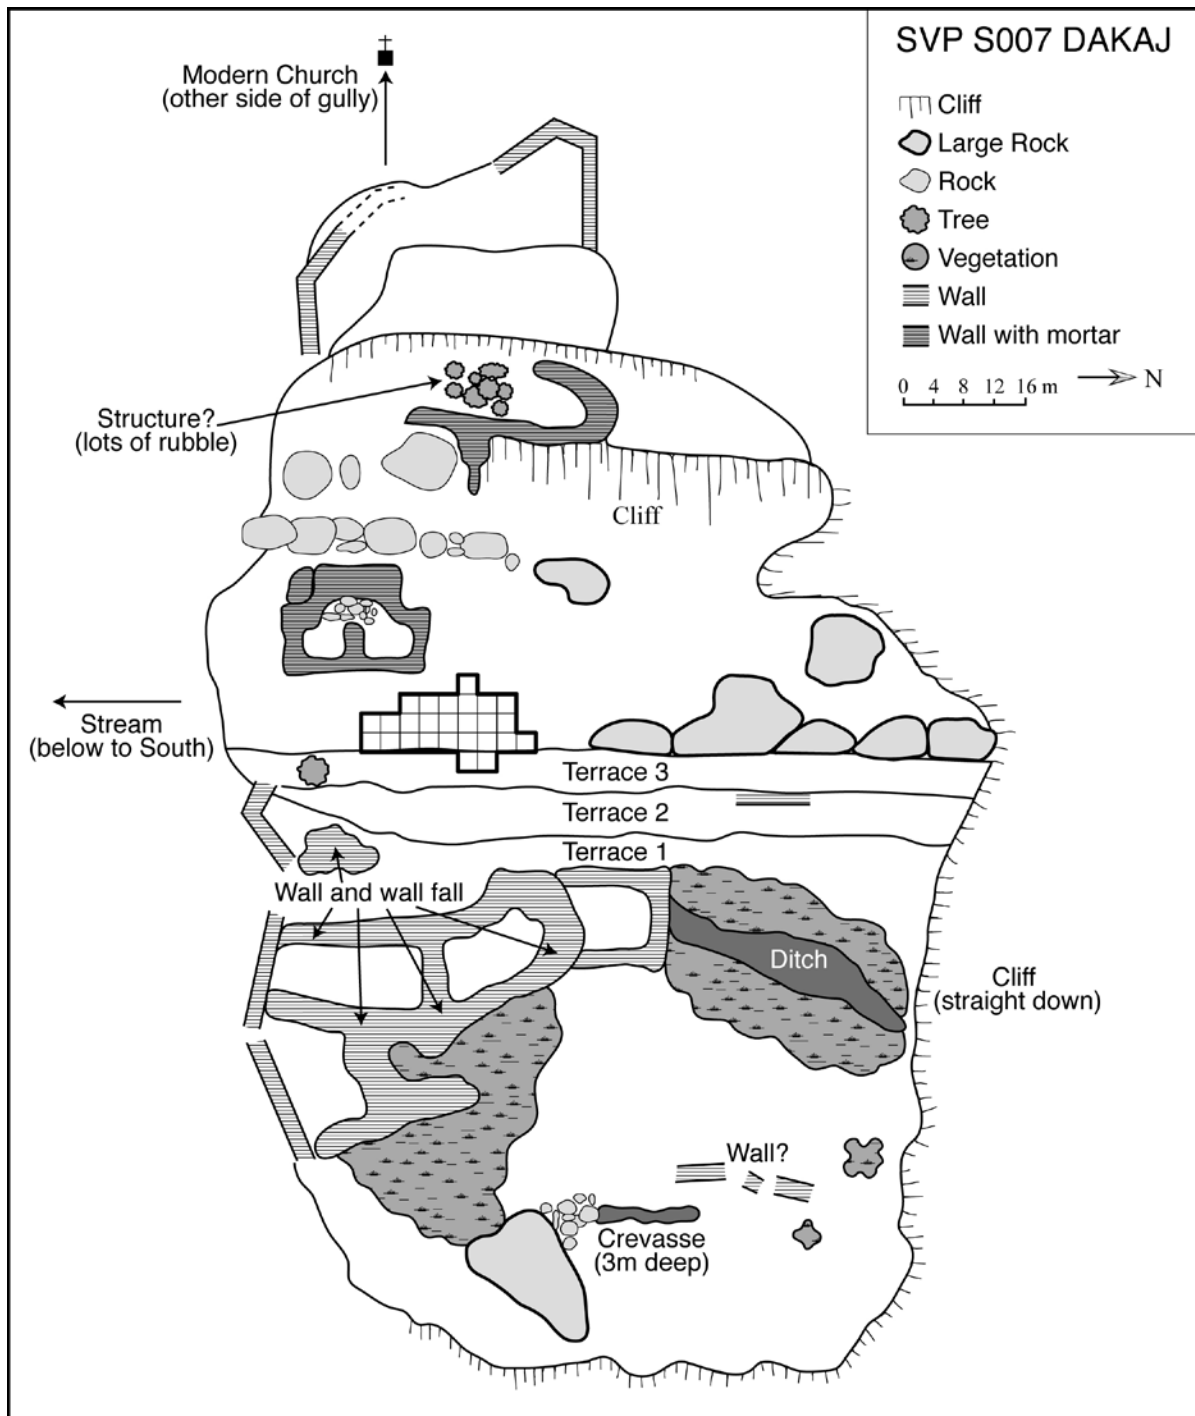 SVP S007 DAKAJ
Cliff
Large Rock
Rock
Tree
Vegetation
Wall
Wall with mortar
0 4 8 12 16 m
N
Modern Church
(other side of gully)
Structure?
(lots of rubble)
Cliff
Stream
(below to South)
Terrace 3
Terrace 2
Terrace 1
Wall and wall fall
Ditch
Cliff
(straight down)
Wall?
Crevasse
(3m deep)